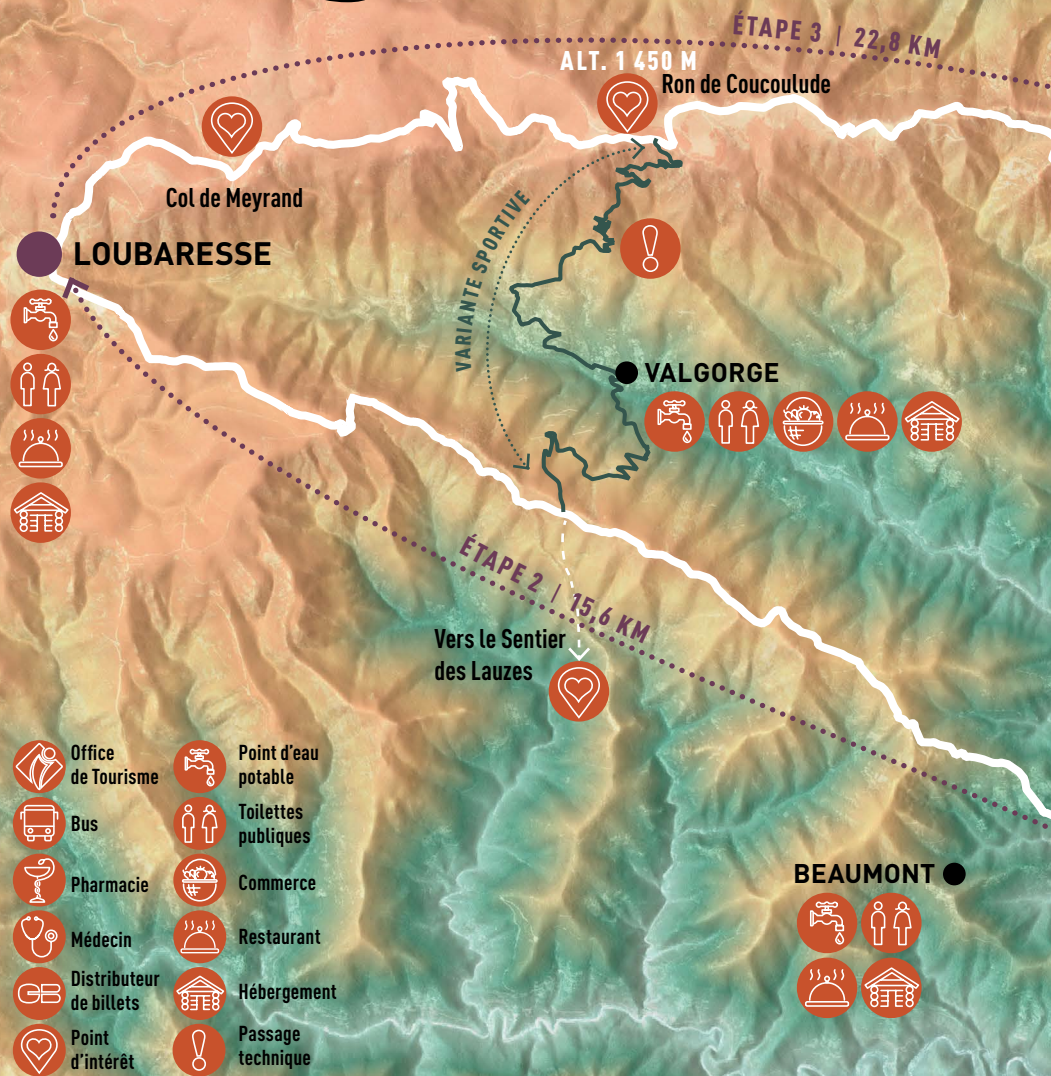 ÉTAPE 3 | 22,8 KM
ALT. 1 450 M
Ron de Coucoulude
Col de Meyrand
LOUBARESSE
VARIANTE SPORTIVE
VALGORGE
ÉTAPE 2 | 15,6 KM
Vers le Sentier
des Lauzes
BEAUMONT
Office
de Tourisme
Bus
Pharmacie
Médecin
GB
Distributeur
de billets
Point
d'intérêt
Point d'eau
potable
Toilettes
publiques
Commerce
Restaurant
Hébergement
Passage
technique